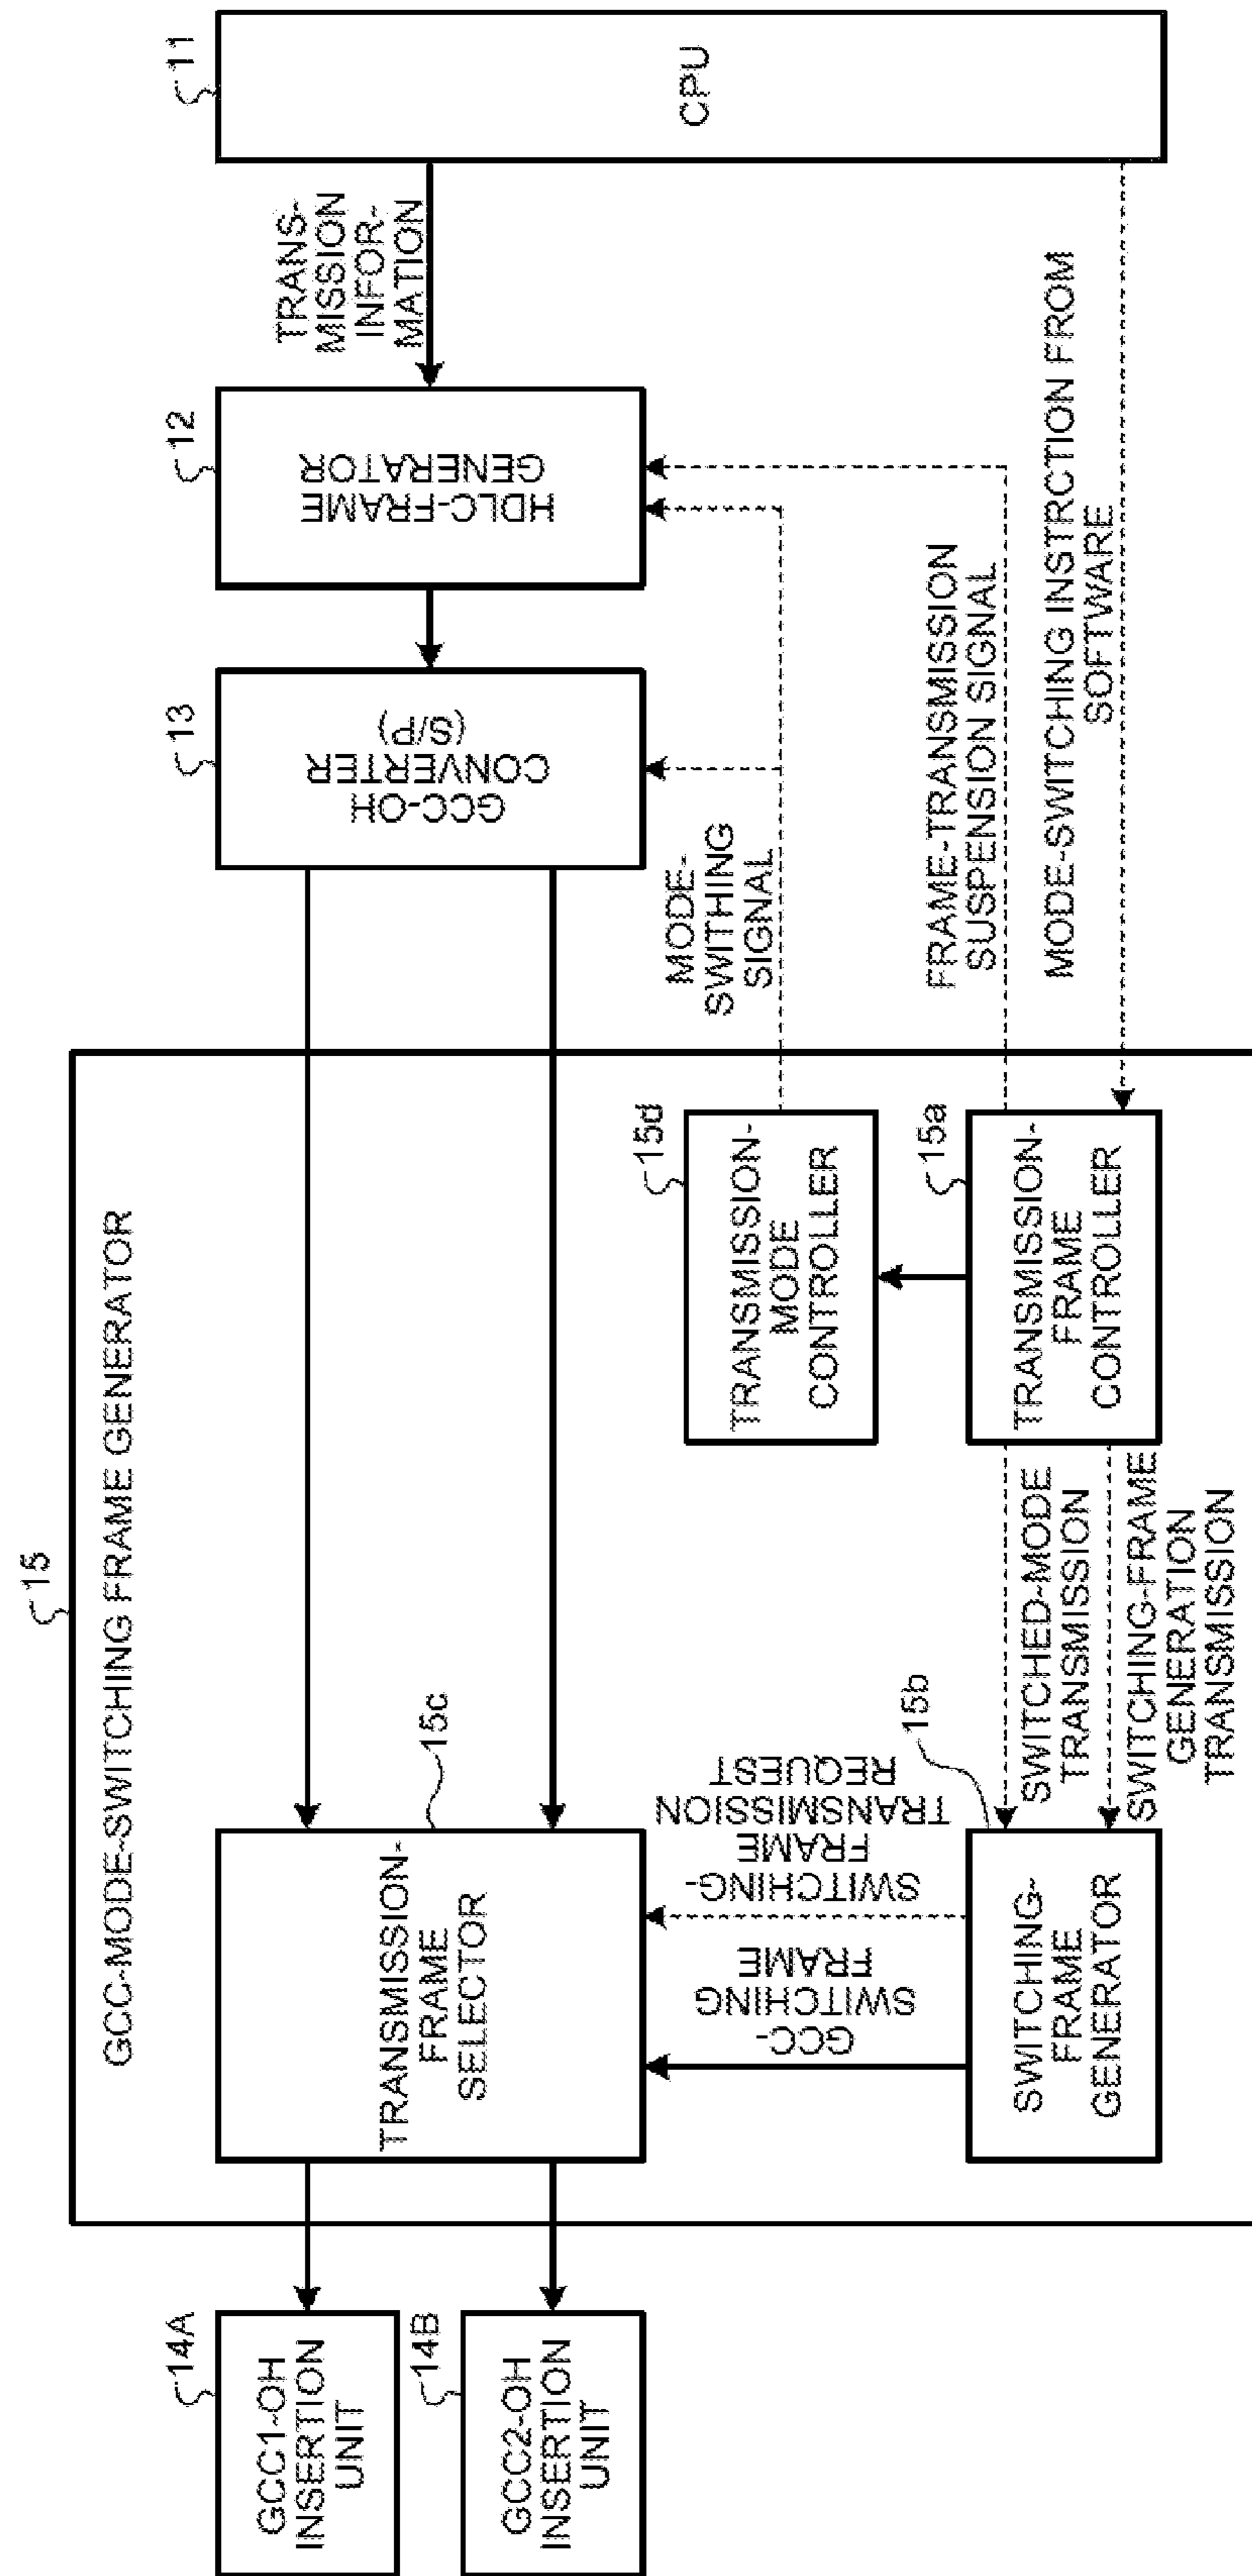 15
GCC-MODE-SWITCHING FRAME GENERATOR
14A
GCC1-OH
INSERTION
UNIT
14B
GCC2-OH
INSERTION
UNIT
TRANSMISSION-
FRAME
SELECTOR
15c
GCC-
SWITCHING
FRAME
SWITCHING-
FRAME
TRANSMISSION
REQUEST
15b
SWITCHING-
FRAME
GENERATOR
SWITCHED-MODE
TRANSMISSION
SWITCHING-FRAME
GENERATION
TRANSMISSION
15d
TRANSMISSION-
MODE
CONTROLLER
15a
TRANSMISSION-
FRAME
CONTROLLER
13
GCC-OH
CONVERTER
(S/P)
12
HDLC-FRAME
GENERATOR
TRANS-
MISSION
INFOR-
MATION
11
CPU
MODE-
SWITHING
SIGNAL
FRAME-TRANSMISSION
SUSPENSION SIGNAL
MODE-SWITCHING INSTRCTION FROM
SOFTWARE